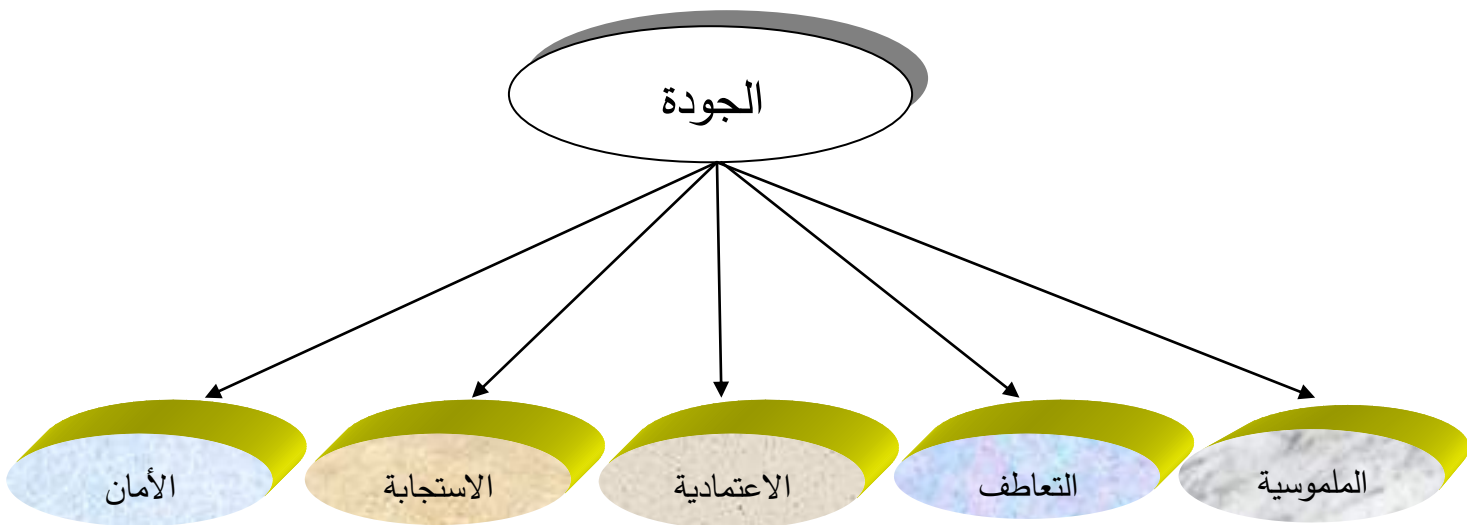 الجودة
الملموسية
التعاطف
الاعتمادية
الاستجابة
الأمان